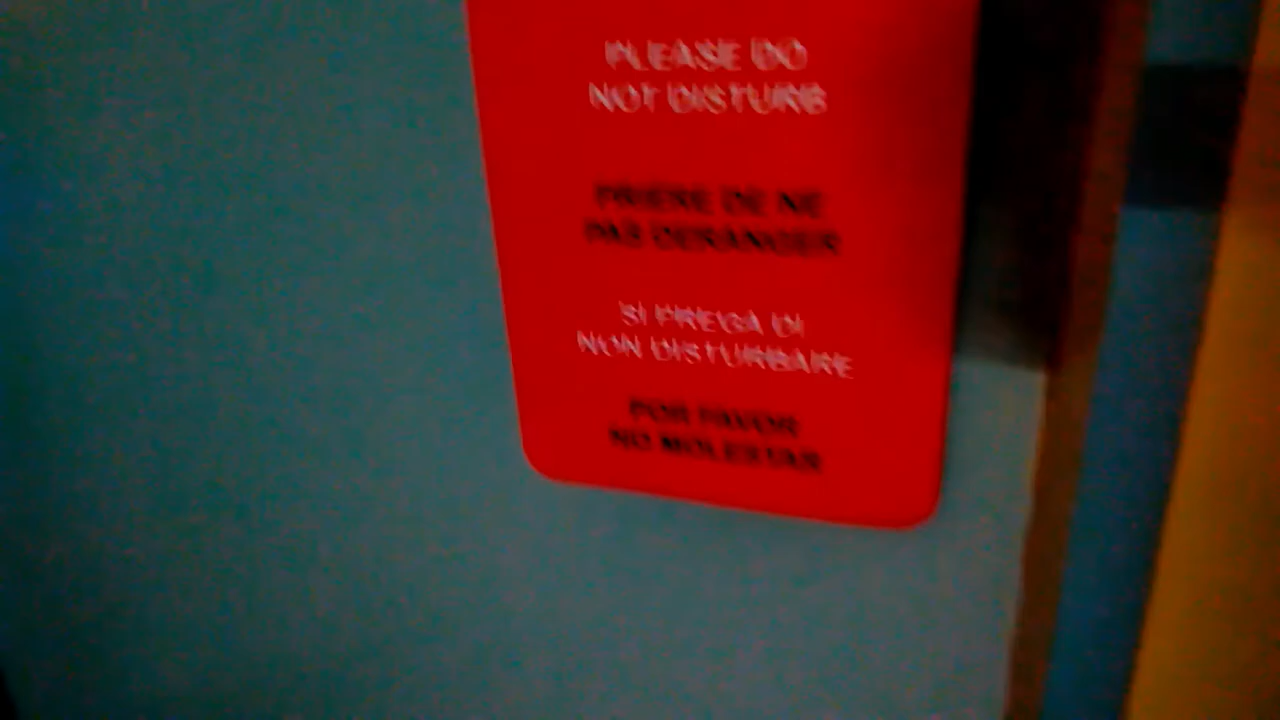 PLEASE DO
NOT DISTURB
PRIERE DE NE
PAS DERANGER
SI PREGA DI
NON DISTURBARE
POR FAVOR
NO MOLESTAR